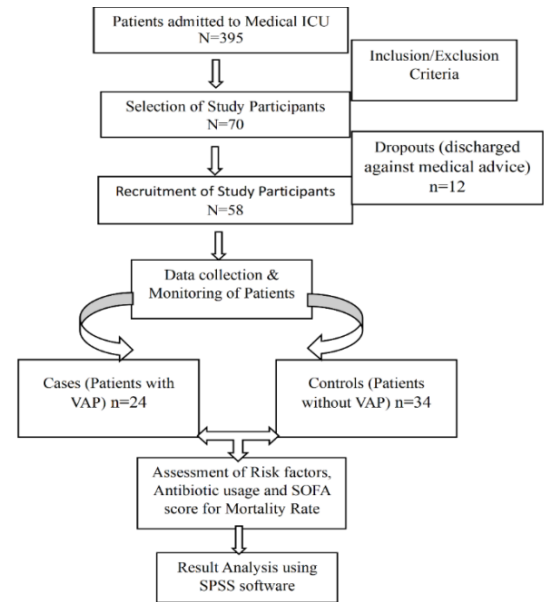 Patients admitted to Medical ICU
N=395
Inclusion/Exclusion
Criteria
Selection of Study Participants
N=70
Dropouts (discharged
against medical advice)
n=12
Recruitment of Study Participants
N=58
Data collection &
Monitoring of Patients
Cases (Patients with
VAP) n=24
Controls (Patients
without VAP) n=34
Assessment of Risk factors,
Antibiotic usage and SOFA
score for Mortality Rate
Result Analysis using
SPSS software